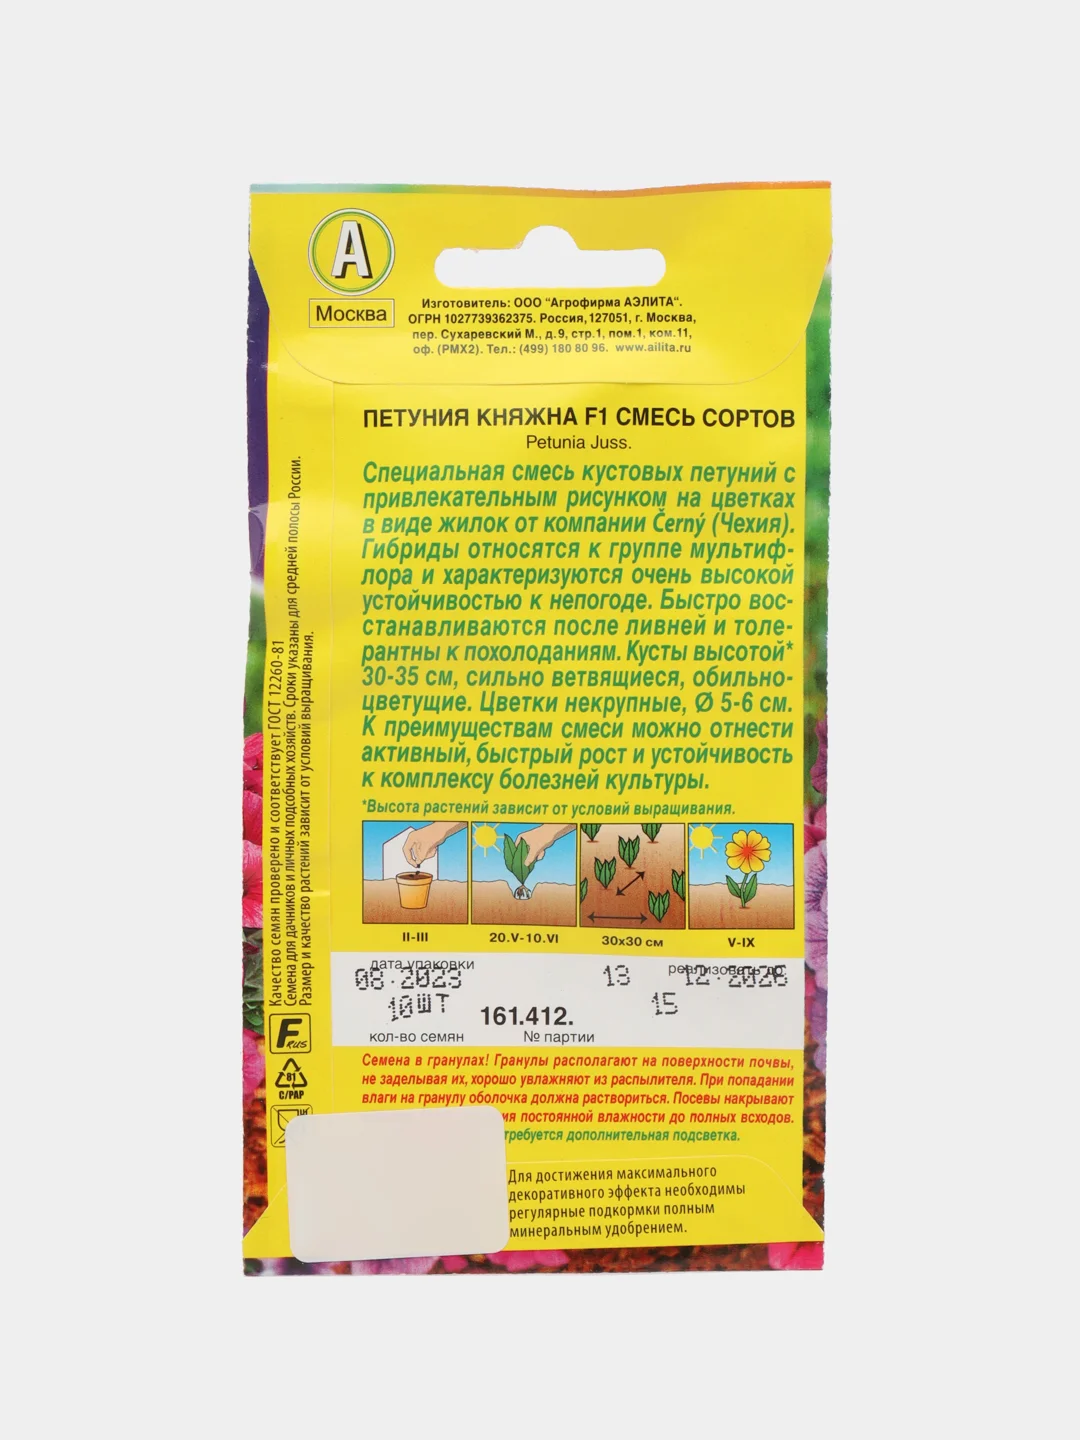 А
Москва
Изготовитель: ООО "Агрофирма АЭЛИТА".
ОГРН 1027739362375. Россия, 127051, г. Москва,
пер. Сухаревский М., д.9, стр.1, пом.1, ком.11,
оф. (РМХ2). Тел.: (499) 180 80 96. www.ailita.ru
ПЕТУНИЯ КНЯЖНА F1 СМЕСЬ СОРТОВ
Petunia Juss.
Специальная смесь кустовых петуний с
привлекательным рисунком на цветках
в виде жилок от компании Černý (Чехия).
Гибриды относятся к группе мультиф-
лора и характеризуются очень высокой
устойчивостью к непогоде. Быстро вос-
станавливаются после ливней и толе-
рантны к похолоданиям. Кусты высотой*
30-35 см, сильно ветвящиеся, обильно-
цветущие. Цветки некрупные, Ø 5-6 см.
К преимуществам смеси можно отнести
активный, быстрый рост и устойчивость
к комплексу болезней культуры.
*Высота растений зависит от условий выращивания.
II-III
20.V-10.VI
30x30 см
V-IX
дата упаковки
реализовать до:
08.2023
13
12.2026
10ШТ
161.412.
15
кол-во семян
№ партии
Семена в гранулах! Гранулы располагают на поверхности почвы,
не заделывая их, хорошо увлажняют из распылителя. При попадании
влаги на гранулу оболочка должна раствориться. Посевы накрывают
постоянной влажности до полных всходов.
дополнительная подсветка.
Для достижения максимального
декоративного эффекта необходимы
регулярные подкормки полным
минеральным удобрением.
Качество семян проверено и соответствует ГОСТ 12260-81
Семена для дачников и личных подсобных хозяйств. Сроки указаны для средней полосы России.
Размер и качество растений зависит от условий выращивания.
F RUS
81
C/PAP